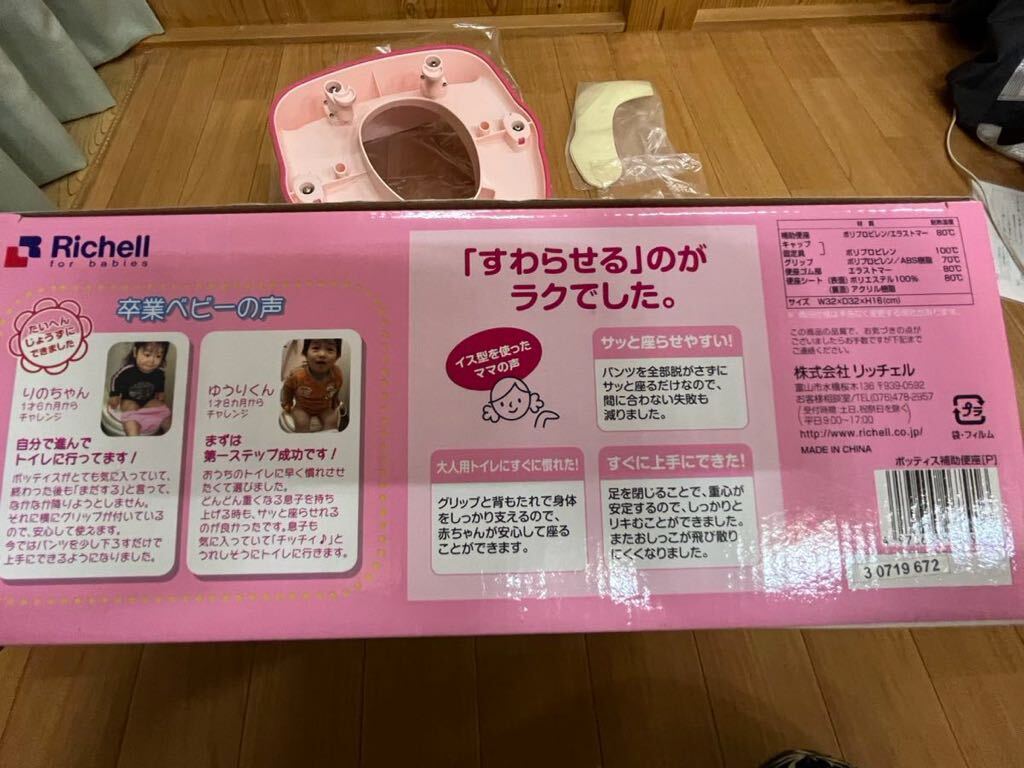 Richell
for babies
卒業ベビーの声
たいへん
じょうずに
できました
りのちゃん
1才6カ月から
チャレンジ
自分で進んで
トイレに行ってます!
ポッティスがとても気に入っていて、
終わった後も「まだする」と言って、
なかなか降りようとしません。
それに横にグリップが付いている
ので、安心して使えます。
今ではパンツを少し下ろすだけで
上手にできるようになりました。
ゆうりくん
1才8カ月から
チャレンジ
まずは
第一ステップ成功です!
おうちのトイレに早く慣れさせ
たくて選びました。
どんどん重くなる息子を持ち
上げる時も、サッと座らせれる
のが良かったです。息子も
気に入っていて「チッチィ♪」と
うれしそうにトイレに行きます。
「すわらせる」のが
ラクでした。
イス型を使った
ママの声
サッと座らせやすい!
パンツを全部脱がさずに
サッと座るだけなので、
間に合わない失敗も
減りました。
大人用トイレにすぐに慣れた!
グリップと背もたれで身体
をしっかり支えるので、
赤ちゃんが安心して座る
ことができます。
すぐに上手にできた!
足を閉じることで、重心が
安定するので、しっかりと
リキむことができました。
またおしっこが飛び散り
にくくなりました。
材質 耐熱温度
補助便座 ポリプロピレン/エラストマー 80℃
キャップ
固定具 ポリプロピレン 100℃
グリップ ポリプロピレン/ABS樹脂 70℃
便座ゴム部 エラストマー 80℃
便座シート (表面)ポリエステル100% 80℃
(裏面)アクリル樹脂
サイズ W32×D32×H16(cm)
この商品の品質で、お気づきの点が
ございましたらお手数ですが下記まで
ご連絡ください。
株式会社 リッチェル
富山市水橋桜木136 〒939-0592
お客様相談室/TEL(076)478-2957
(受付時間:土日、祝祭日を除く)
平日9:00~17:00
http://www.richell.co.jp/
MADE IN CHINA
プラ
袋・フィルム
ポッティス補助便座[P]
3 0719 672